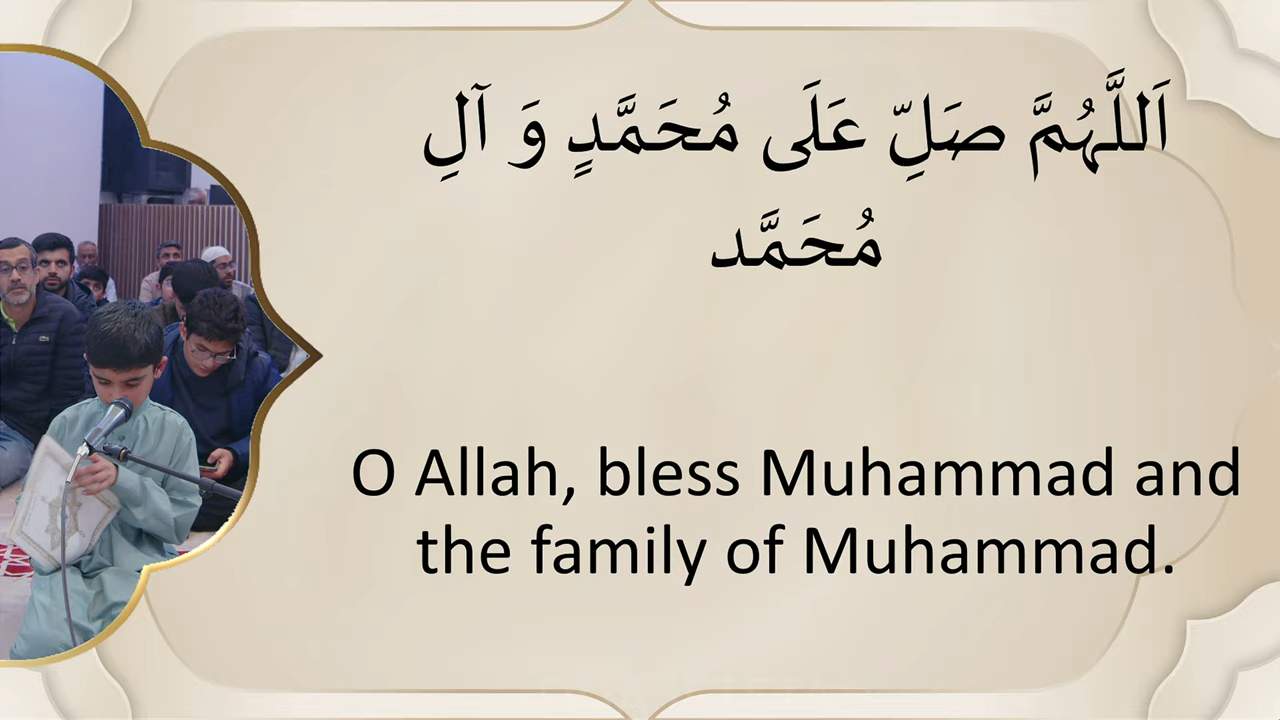 اَللَّهُمَّ صَلِّ عَلَى مُحَمَّدٍ وَ آلِ
مُحَمَّد
O Allah, bless Muhammad and
the family of Muhammad.